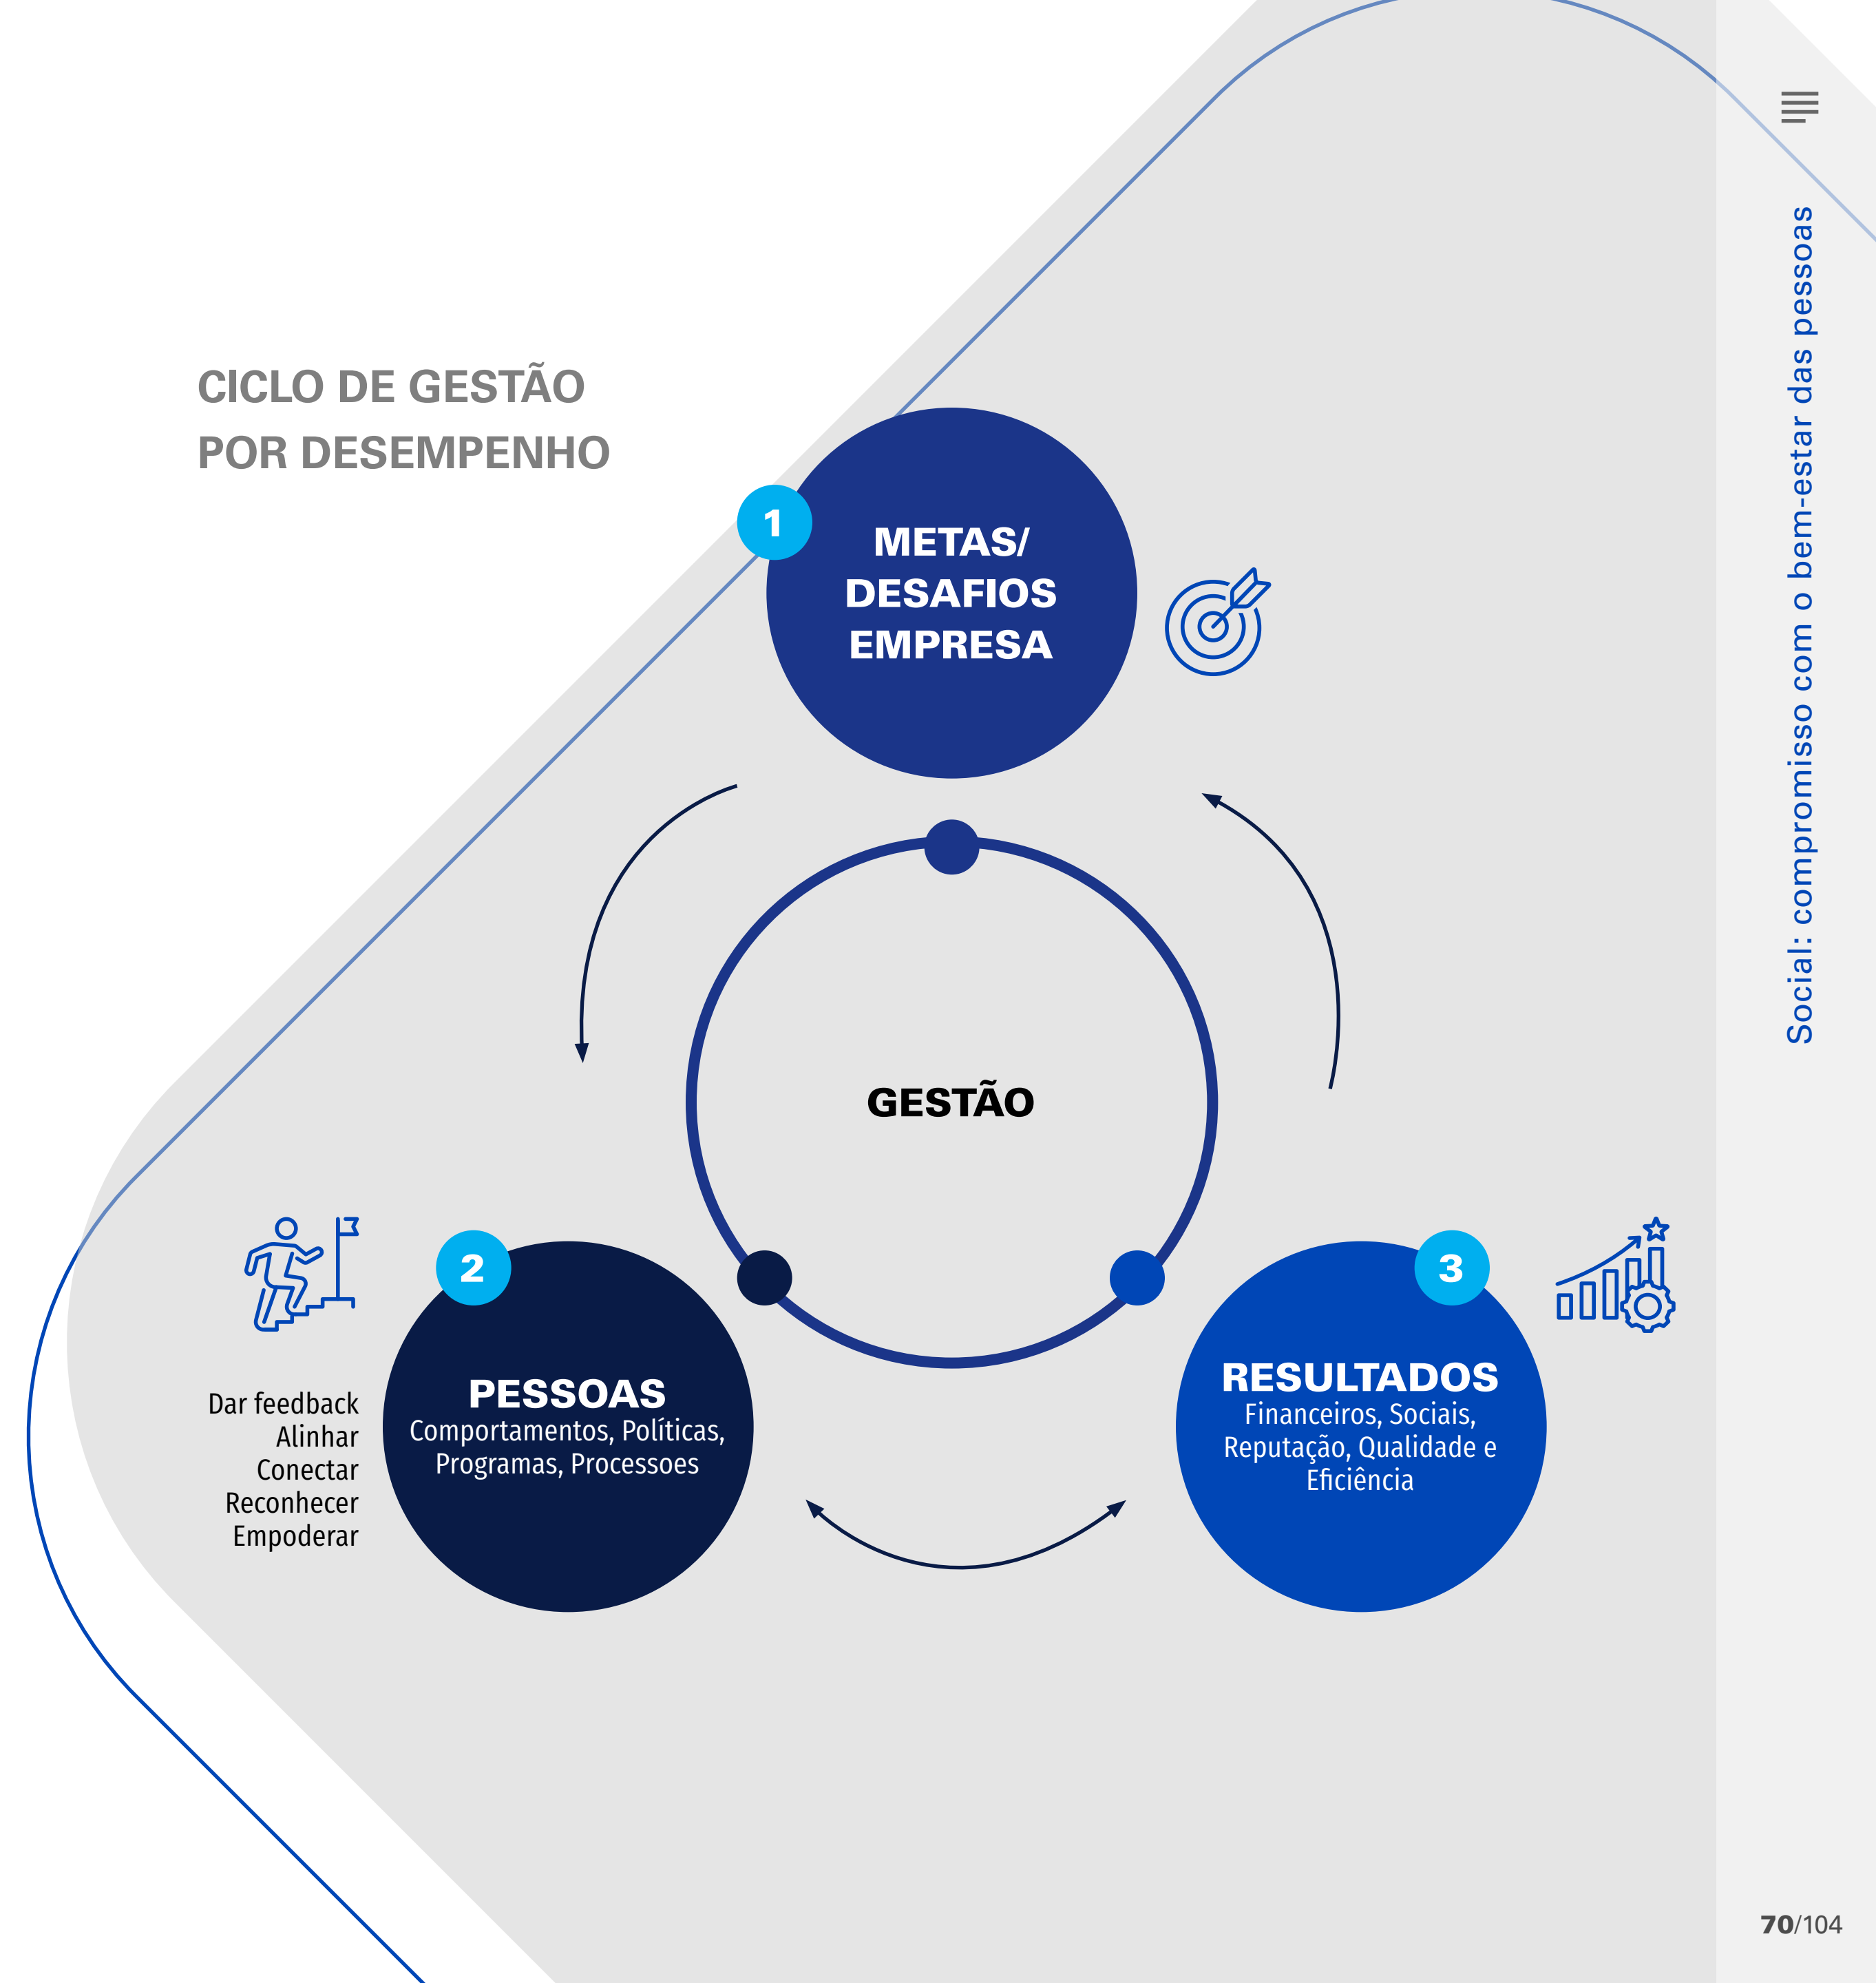 CICLO DE GESTÃO
POR DESEMPENHO
1
METAS/
DESAFIOS
EMPRESA
GESTÃO
2
PESSOAS
Comportamentos, Políticas,
Programas, Processoes
Dar feedback
Alinhar
Conectar
Reconhecer
Empoderar
3
RESULTADOS
Financeiros, Sociais,
Reputação, Qualidade e
Eficiência
Social: compromisso com o bem-estar das pessoas
70/104